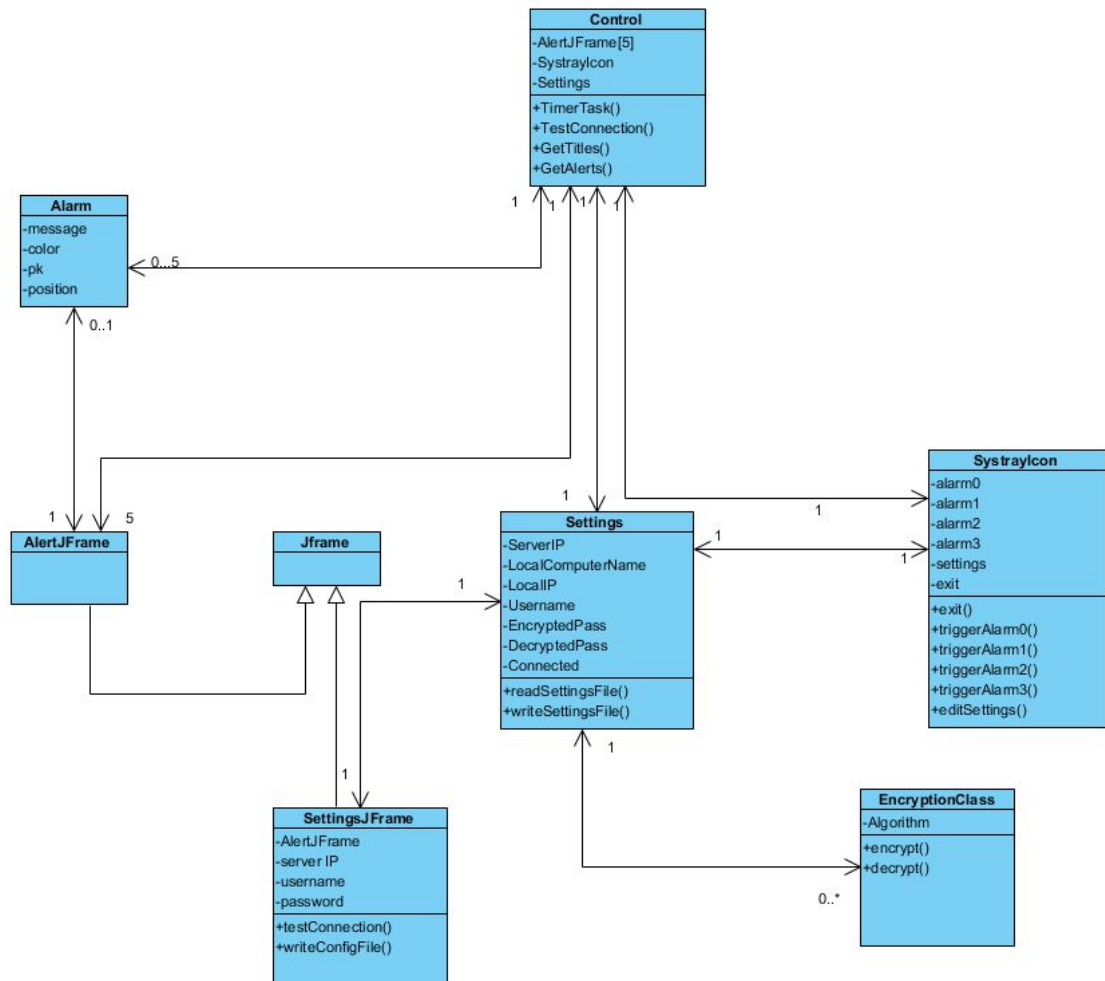 Control
-AlertJFrame[5]
-SystrayIcon
-Settings
+TimerTask()
+TestConnection()
+GetTitles()
+GetAlerts()
1
1
1
1
Alarm
-message
-color
-pk
-position
0...5
0..1
1
5
AlertJFrame
Jframe
1
1
Settings
-ServerIP
-LocalComputerName
-LocalIP
-Username
-EncryptedPass
-DecryptedPass
-Connected
+readSettingsFile()
+writeSettingsFile()
1
1
1
SystrayIcon
-alarm0
-alarm1
-alarm2
-alarm3
-settings
-exit
+exit()
+triggerAlarm0()
+triggerAlarm1()
+triggerAlarm2()
+triggerAlarm3()
+editSettings()
1
1
SettingsJFrame
-AlertJFrame
-server IP
-username
-password
+testConnection()
+writeConfigFile()
EncryptionClass
-Algorithm
+encrypt()
+decrypt()
0..*